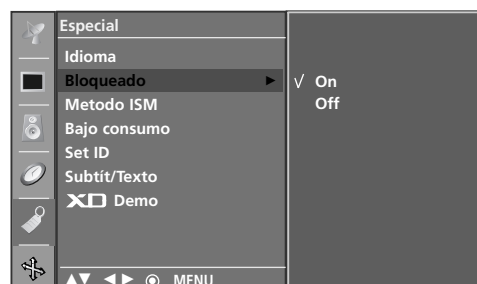 Especial
Idioma
Bloqueado ►
√ On
Off
Metodo ISM
Bajo consumo
Set ID
Subtít/Texto
XD Demo
▲▼ ◄► ◉ MENU